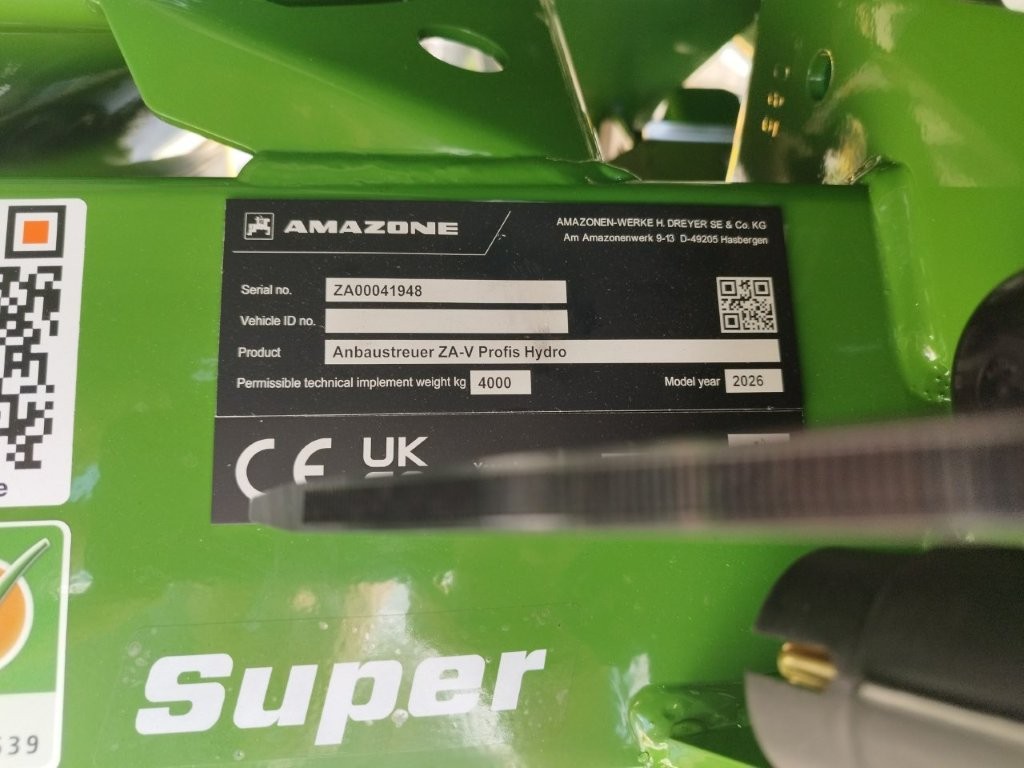 AMAZONE
AMAZONEN-WERKE H. DREYER SE & Co. KG
Am Amazonenwerk 9-13 D-49205 Hasbergen
Serial no. ZA00041948
Vehicle ID no.
Product Anbaustreuer ZA-V Profis Hydro
Permissible technical implement weight kg 4000 Model year 2026
CE UK
Super